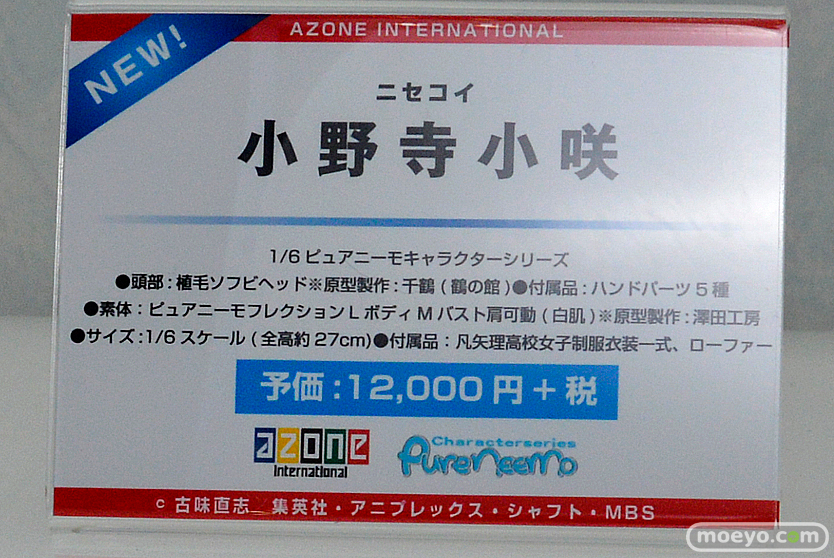 AZONE INTERNATIONAL
NEW!
ニセコイ
小野寺小咲
1/6 ピュアニーモキャラクターシリーズ
●頭部:植毛ソフビヘッド※原型製作:千鶴(鶴の館)●付属品:ハンドパーツ5種
●素体:ピュアニーモフレクションLボディMバスト肩可動(白肌)※原型製作:澤田工房
●サイズ:1/6スケール(全高約27cm)●付属品:凡矢理高校女子制服衣装一式、ローファー
予価:12,000円+税
azone International
Characterseries
PureNeemo
c 古味直志 集英社・アニプレックス・シャフト・MBS
moeyo.com